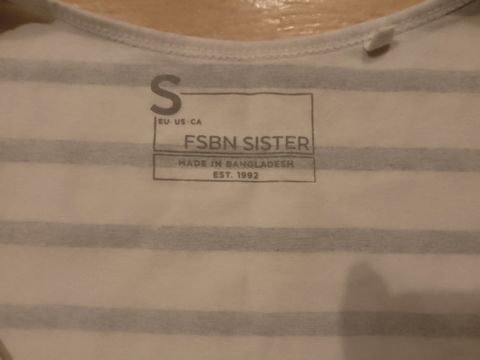 S
EU· US· CA
FSBN SISTER
MADE IN BANGLADESH
EST. 1992